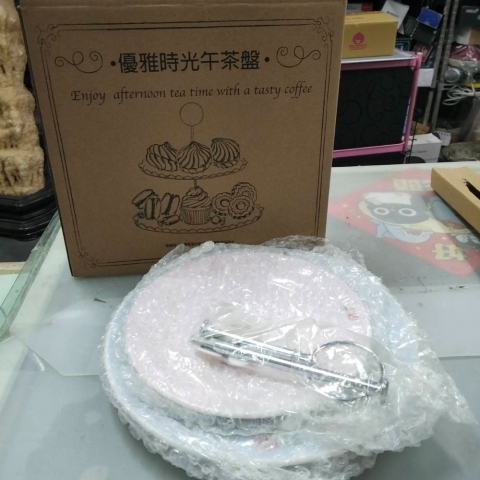 •優雅時光午茶盤•
Enjoy afternoon tea time with a tasty coffee